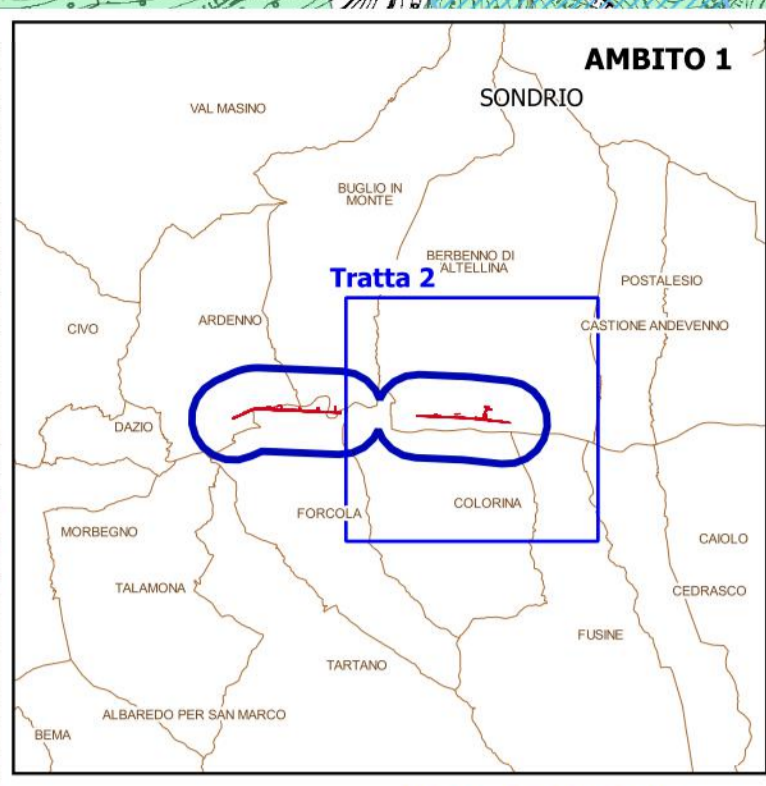 AMBITO 1
SONDRIO
VAL MASINO
BUGLIO IN
MONTE
BERBENNO DI
ALTELLINA
Tratta 2
POSTALESIO
ARDENNO
CASTIONE ANDEVENNO
CIVO
DAZIO
COLORINA
FORCOLA
MORBEGNO
CAIOLO
TALAMONA
CEDRASCO
FUSINE
TARTANO
ALBAREDO PER SAN MARCO
BEMA